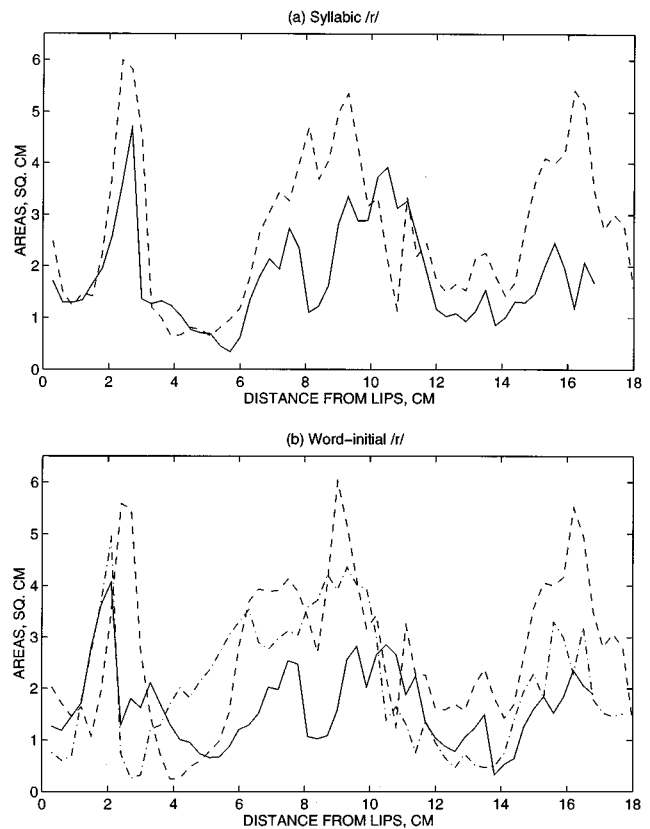 (a) Syllabic /r/
6
5
4
3
2
1
0
AREAS, SQ. CM
0 2 4 6 8 10 12 14 16 18
DISTANCE FROM LIPS, CM
(b) Word-initial /r/
6
5
4
3
2
1
0
AREAS, SQ. CM
0 2 4 6 8 10 12 14 16 18
DISTANCE FROM LIPS, CM